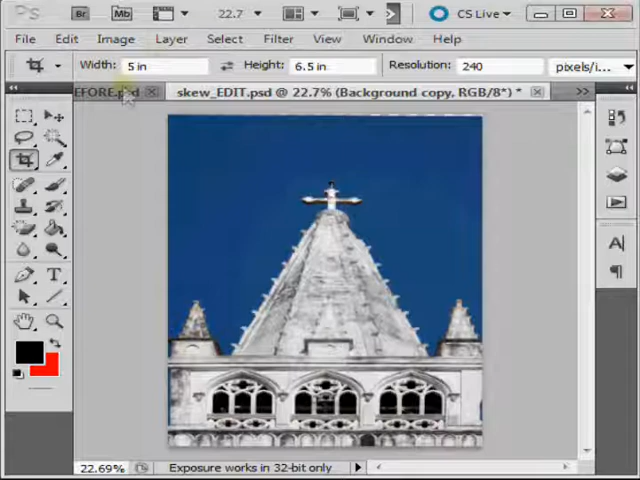 Ps Br Mb 22.7 CS Live
File Edit Image Layer Select Filter View Window Help
Width: 5 in Height: 6.5 in Resolution: 240 pixels/i...
EFORE.psd skew_EDIT.psd @ 22.7% (Background copy, RGB/8*) * >>
T
A
22.69% Exposure works in 32-bit only